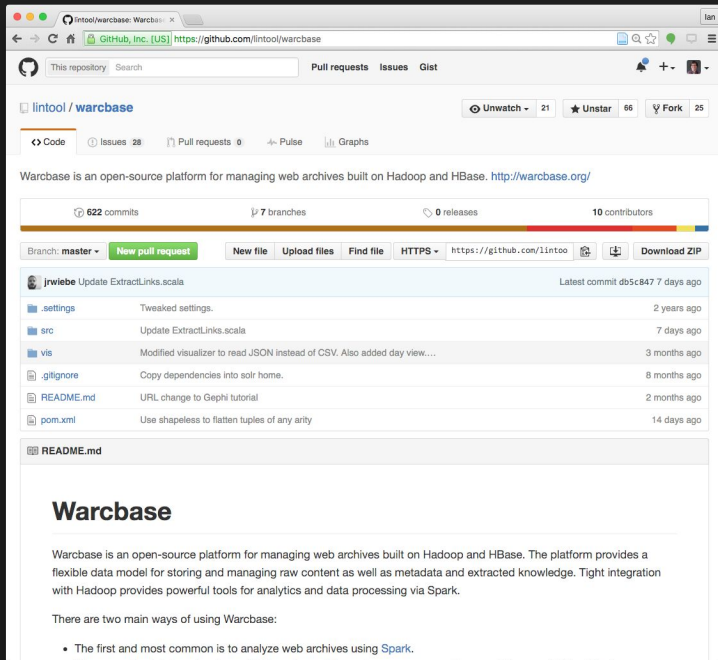 lintool/warcbase: Warcbas
Ian
GitHub, Inc. [US] https://github.com/lintool/warcbase
This repository Search Pull requests Issues Gist
lintool / warcbase Unwatch 21 Unstar 66 Fork 25
Code Issues 28 Pull requests 0 Pulse Graphs
Warcbase is an open-source platform for managing web archives built on Hadoop and HBase. http://warcbase.org/
622 commits 7 branches 0 releases 10 contributors
Branch: master New pull request New file Upload files Find file HTTPS https://github.com/lintoo Download ZIP
jrwiebe Update ExtractLinks.scala Latest commit db5c847 7 days ago
.settings Tweaked settings. 2 years ago
src Update ExtractLinks.scala 7 days ago
vis Modified visualizer to read JSON instead of CSV. Also added day view.… 3 months ago
.gitignore Copy dependencies into solr home. 8 months ago
README.md URL change to Gephi tutorial 2 months ago
pom.xml Use shapeless to flatten tuples of any arity 14 days ago
README.md
Warcbase
Warcbase is an open-source platform for managing web archives built on Hadoop and HBase. The platform provides a
flexible data model for storing and managing raw content as well as metadata and extracted knowledge. Tight integration
with Hadoop provides powerful tools for analytics and data processing via Spark.
There are two main ways of using Warcbase:
• The first and most common is to analyze web archives using Spark.